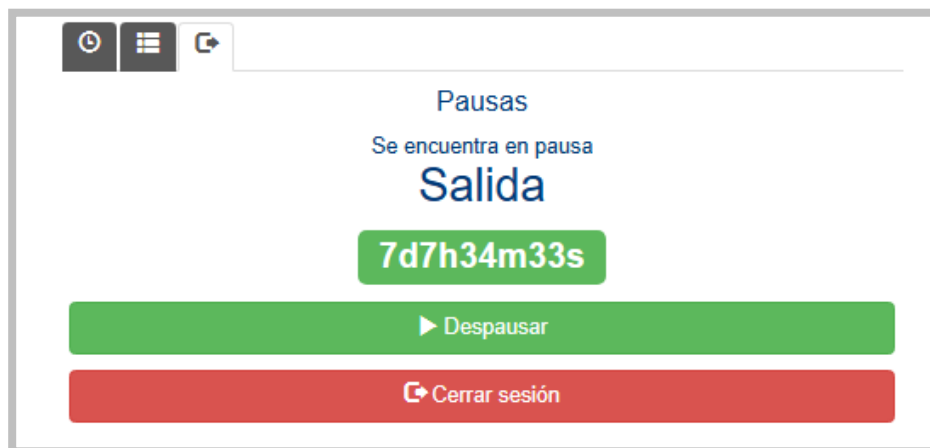 Pausas
Se encuentra en pausa
Salida
7d7h34m33s
Despausar
Cerrar sesión